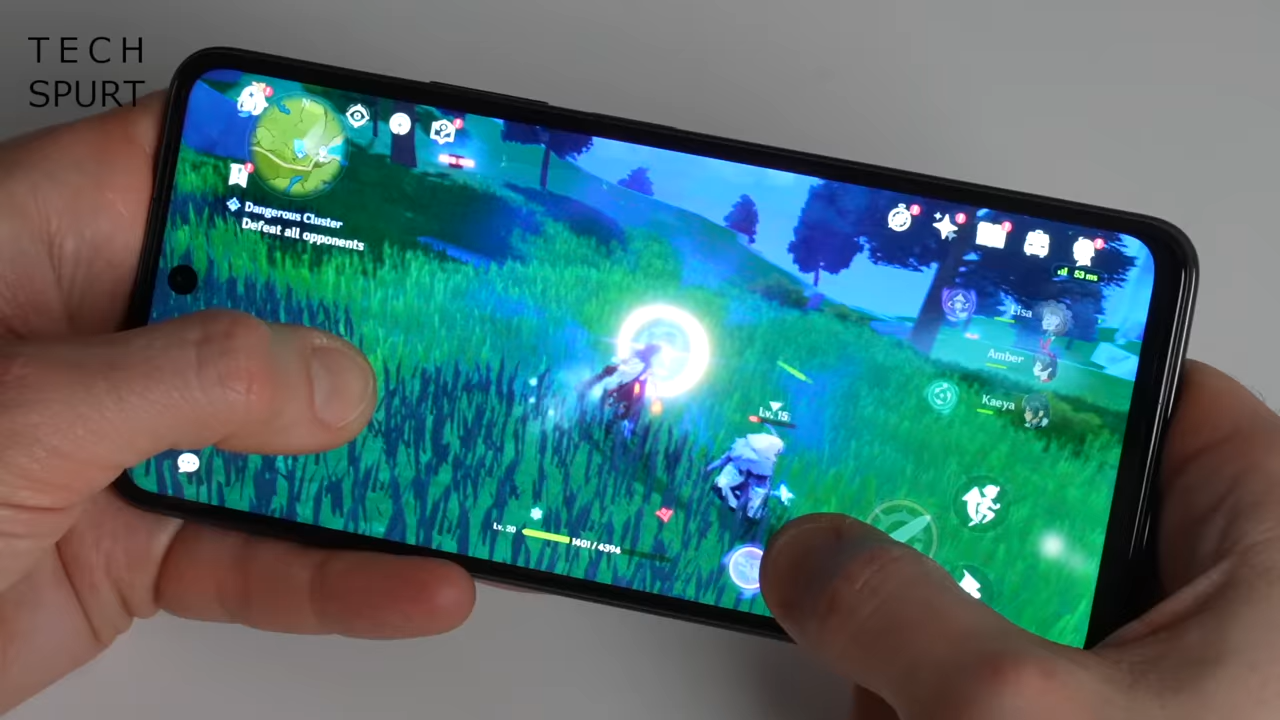 TECH
SPURT
N
Dangerous Cluster
Defeat all opponents
53 ms
Lisa
Amber
Kaeya
Lv. 15
Lv. 20
1401 / 4394